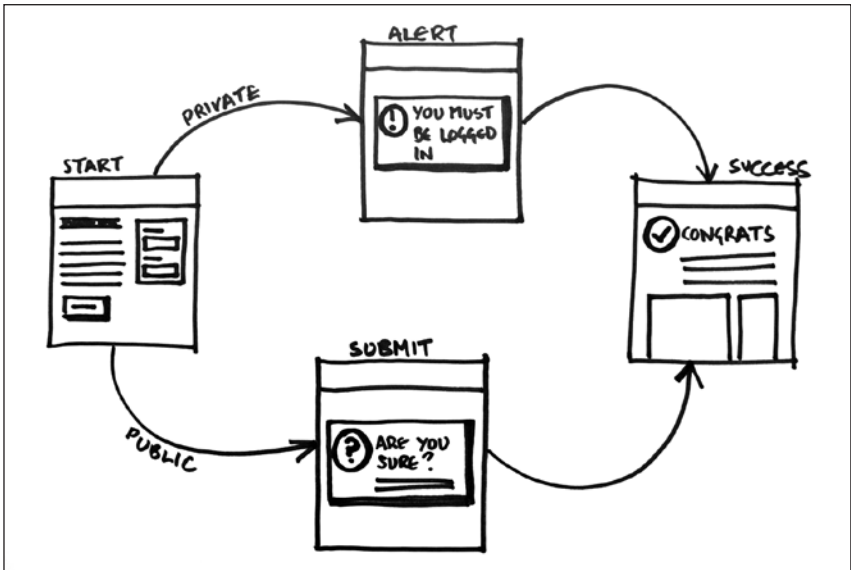 ALERT
PRIVATE
YOU MUST
BE LOGGED
IN
START
SUCCESS
CONGRATS
SUBMIT
PUBLIC
ARE YOU
SURE?